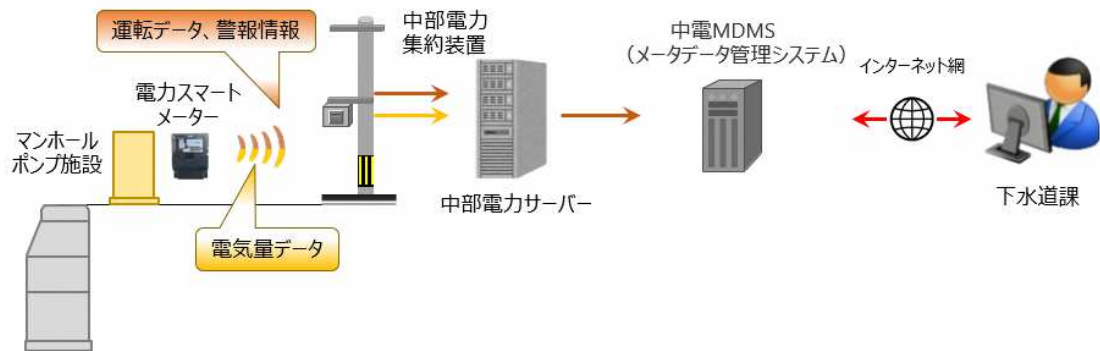 運転データ、警報情報
中部電力
集約装置
中電MDMS
（メータデータ管理システム）
インターネット網
電力スマート
メーター
マンホール
ポンプ施設
中部電力サーバー
下水道課
電気量データ